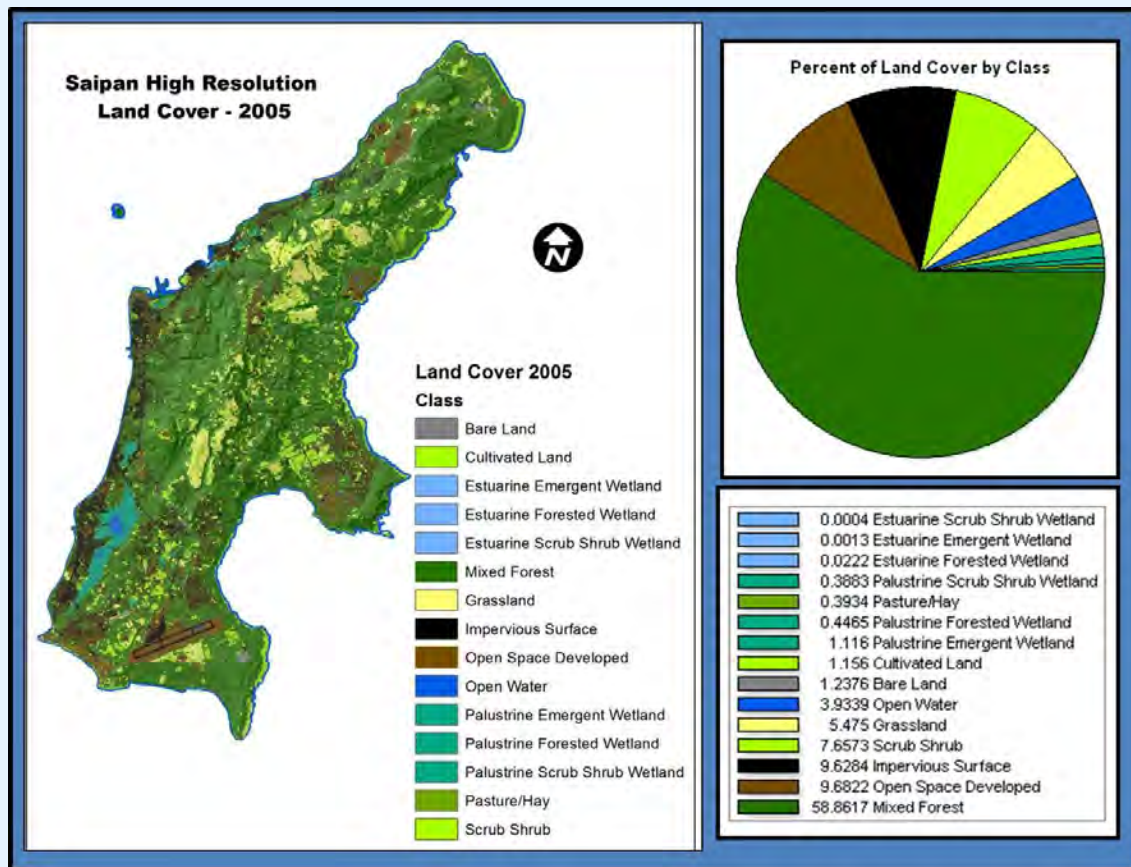 Saipan High Resolution
Land Cover - 2005
N
Land Cover 2005
Class
Bare Land
Cultivated Land
Estuarine Emergent Wetland
Estuarine Forested Wetland
Estuarine Scrub Shrub Wetland
Mixed Forest
Grassland
Impervious Surface
Open Space Developed
Open Water
Palustrine Emergent Wetland
Palustrine Forested Wetland
Palustrine Scrub Shrub Wetland
Pasture/Hay
Scrub Shrub
Percent of Land Cover by Class
0.0004 Estuarine Scrub Shrub Wetland
0.0013 Estuarine Emergent Wetland
0.0222 Estuarine Forested Wetland
0.3883 Palustrine Scrub Shrub Wetland
0.3934 Pasture/Hay
0.4465 Palustrine Forested Wetland
1.116 Palustrine Emergent Wetland
1.156 Cultivated Land
1.2376 Bare Land
3.9339 Open Water
5.475 Grassland
7.6573 Scrub Shrub
9.6284 Impervious Surface
9.6822 Open Space Developed
58.8617 Mixed Forest